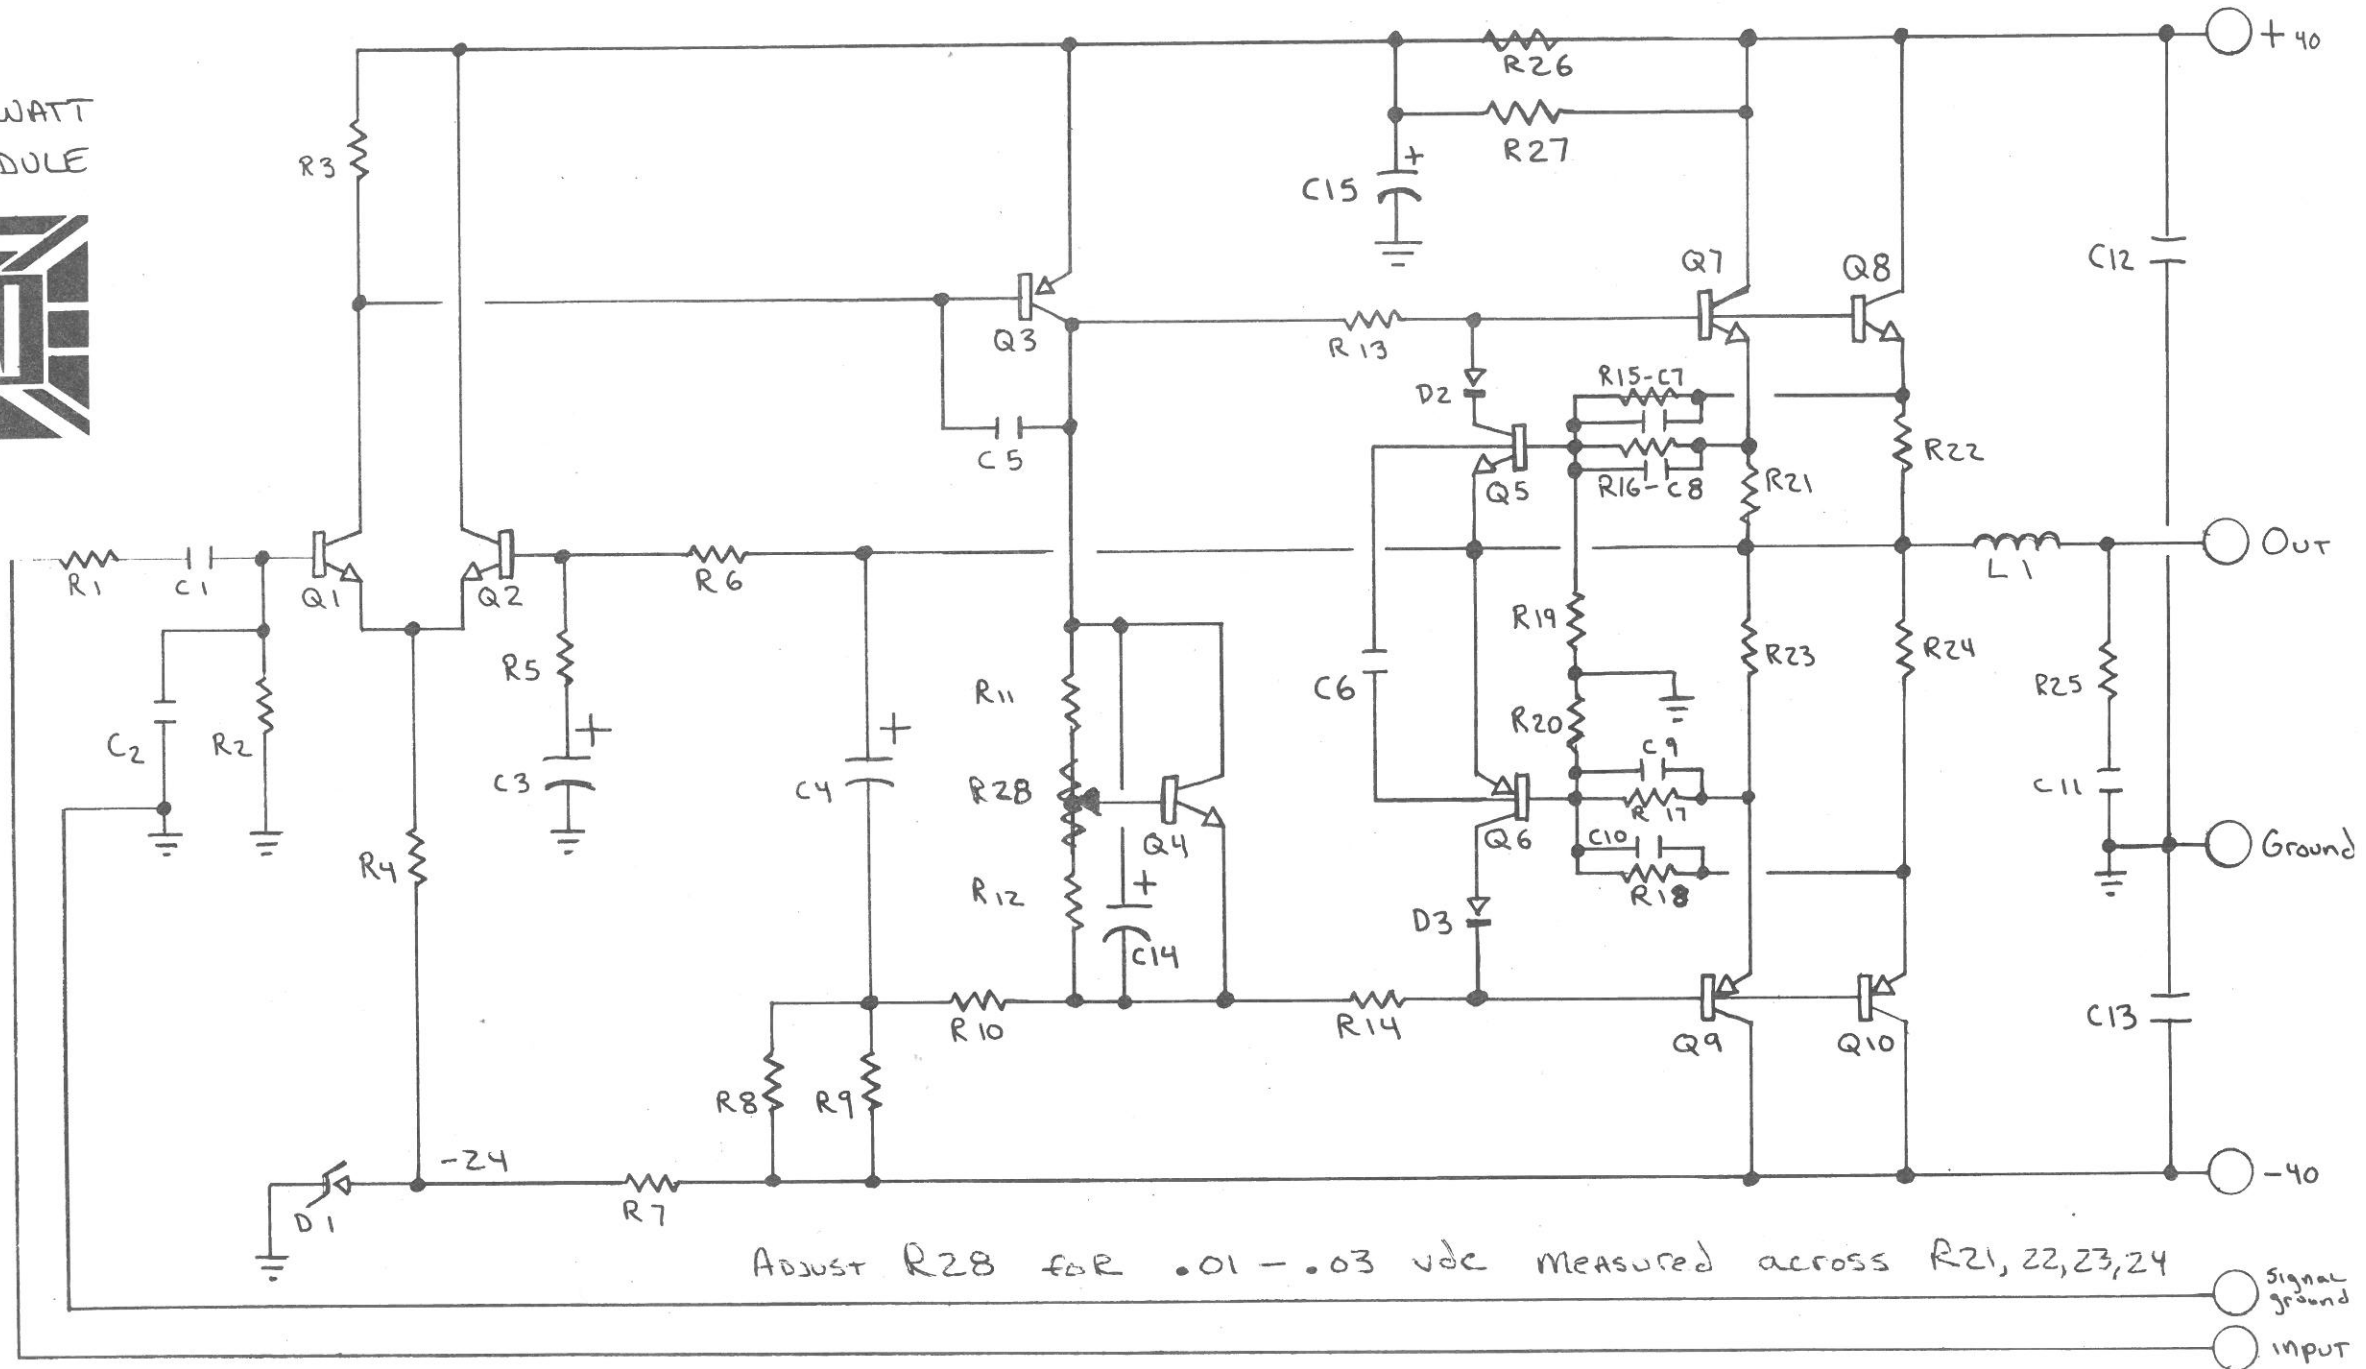 WATT
DULE
+40
R26
R27
R3
+
C15
Q7
Q8
C12
Q3
R13
R15-C7
D2
R22
C5
Q5
R16-C8
R21
Out
R1
C1
Q1
Q2
R6
L1
R19
R5
R23
R24
R11
C6
R25
C2
R2
+
+
R20
C9
C3
C4
R28
R17
C11
Q4
Q6
C10
Ground
R4
R12
+
R18
D3
C14
R10
R14
Q9
Q10
C13
R8
R9
-24
-40
D1
R7
ADJUST R28 foR .01 - .03 vdc measured across R21, 22, 23, 24
Signal
ground
input